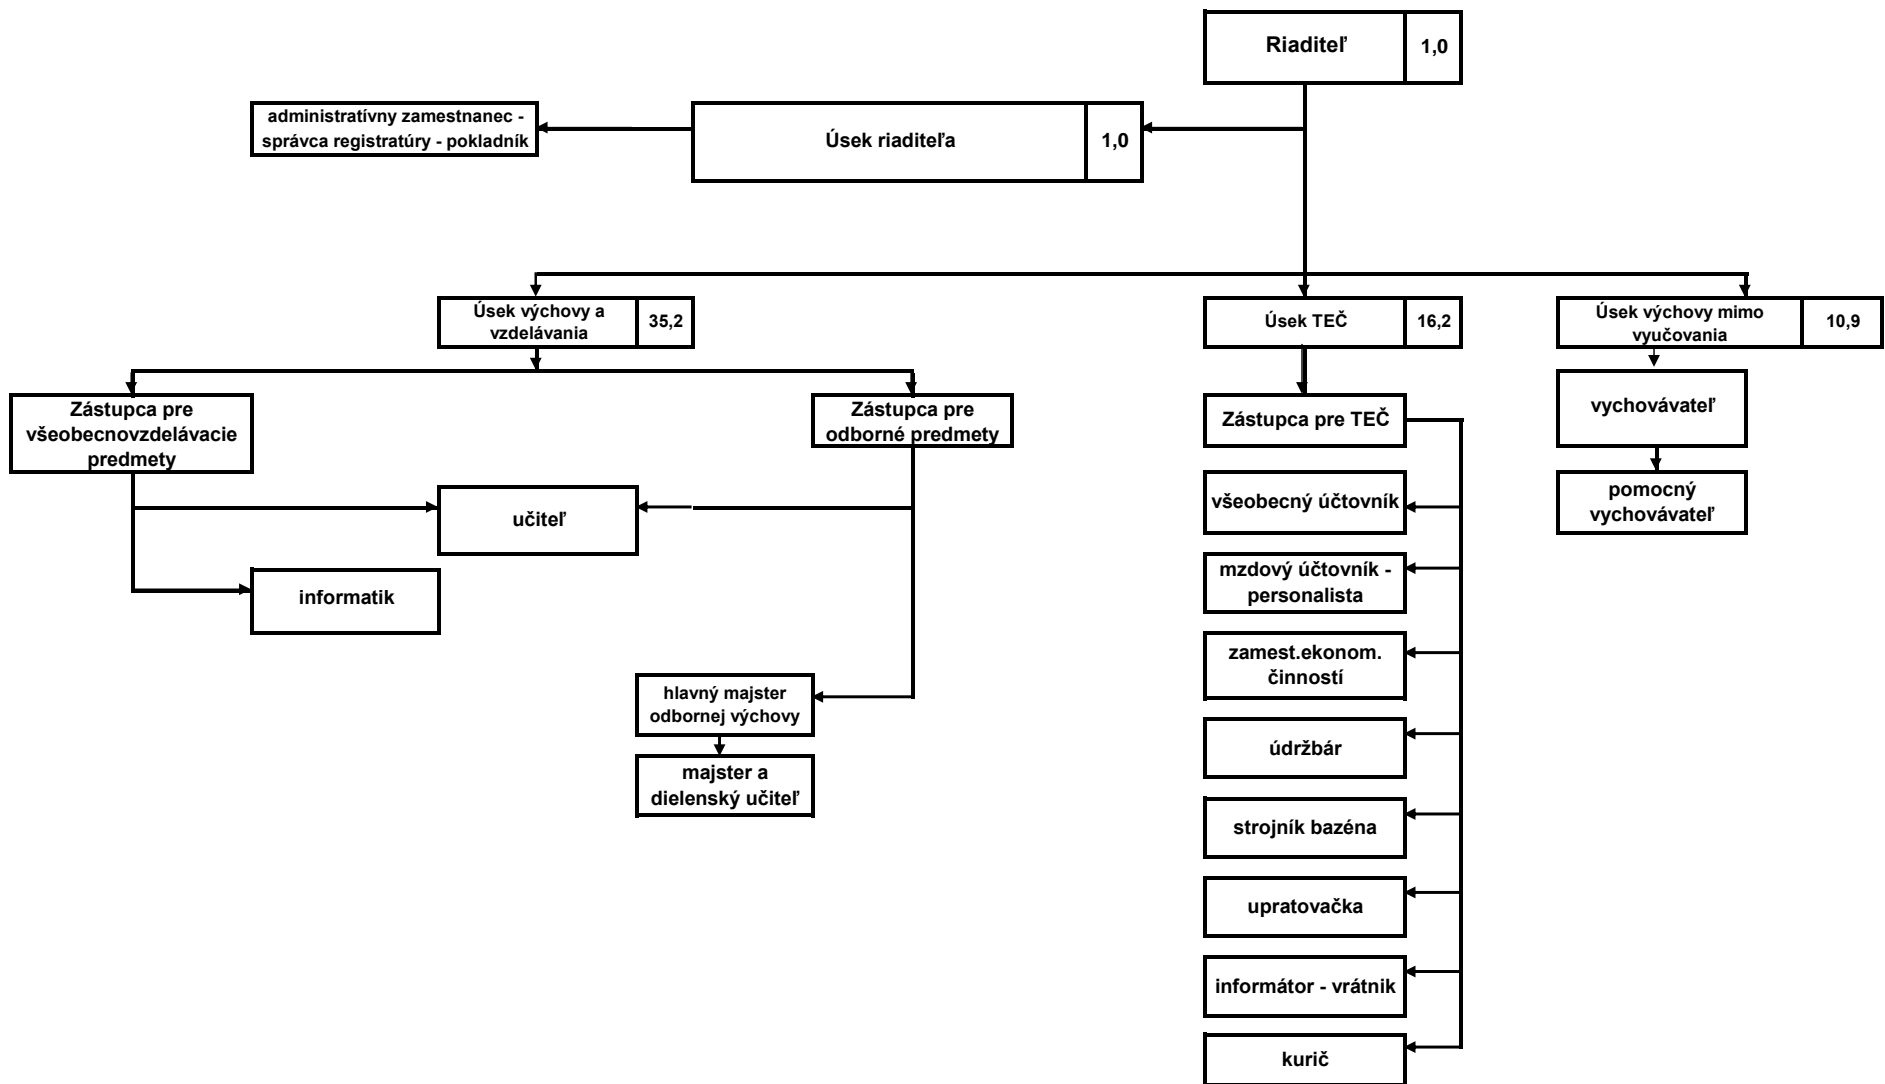 Riaditeľ 1,0
administratívny zamestnanec -
správca registratúry - pokladník
Úsek riaditeľa 1,0
Úsek výchovy a
vzdelávania
35,2
Úsek TEČ 16,2
Úsek výchovy mimo
vyučovania
10,9
Zástupca pre
všeobecnovzdelávacie
predmety
Zástupca pre
odborné predmety
Zástupca pre TEČ
vychovávateľ
učiteľ
všeobecný účtovník
pomocný
vychovávateľ
informatik
mzdový účtovník -
personalista
zamest.ekonom.
činností
hlavný majster
odbornej výchovy
údržbár
majster a
dielenský učiteľ
strojník bazéna
upratovačka
informátor - vrátnik
kurič